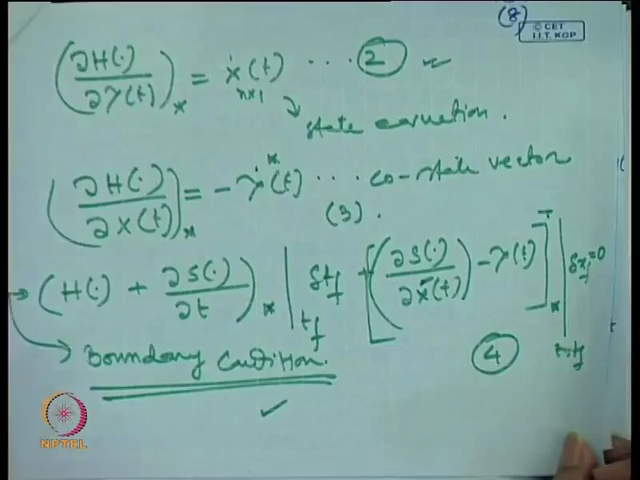 (8)
© CET
I.I.T. KGP
(∂H(·)/∂λ(t))* = ẋ(t) ···· ②
n×1
state equation.
(∂H(·)/∂x(t))* = -λ̇*(t) ··· co-state vector
(3).
(H(·) + ∂S(·)/∂t)*|tf δtf + [(∂S(·)/∂x(t)) - λ(t)]ᵀ*|t=tf δxf = 0
④
Boundary Condition.
NPTEL